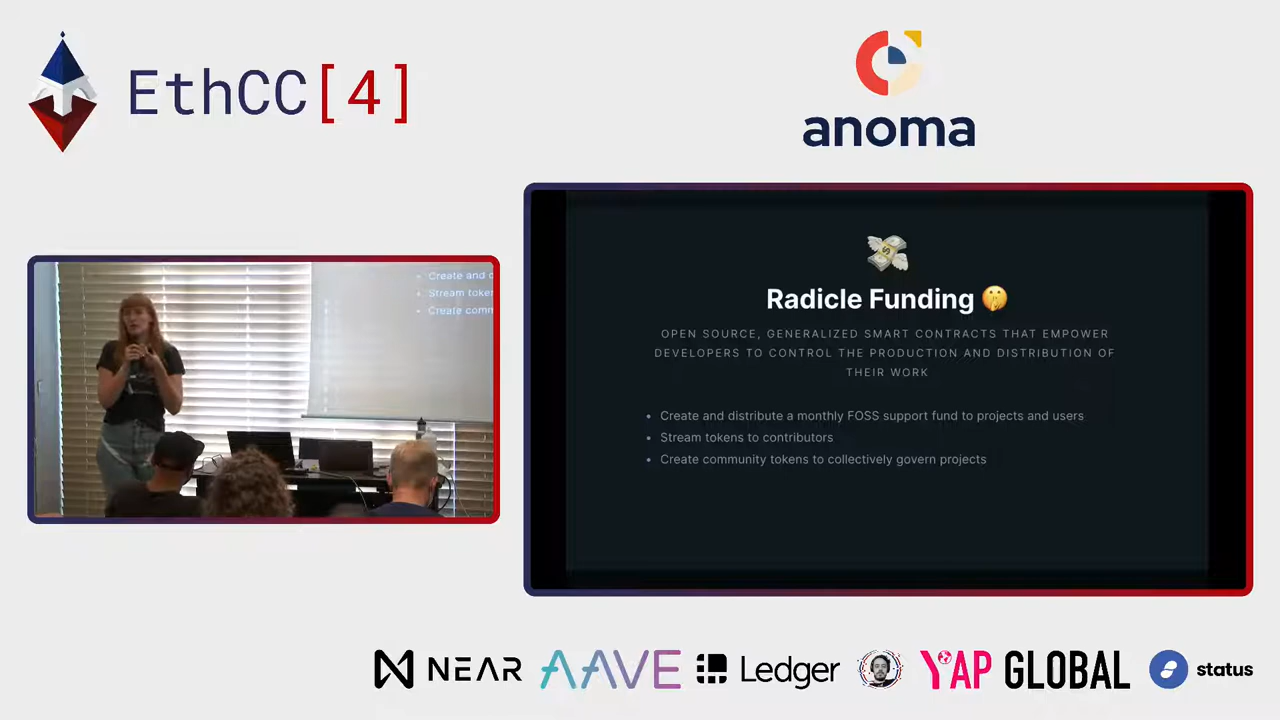 EthCC[4]
anoma
Create and
Stream toke
Create comm
Radicle Funding
OPEN SOURCE, GENERALIZED SMART CONTRACTS THAT EMPOWER
DEVELOPERS TO CONTROL THE PRODUCTION AND DISTRIBUTION OF
THEIR WORK
• Create and distribute a monthly FOSS support fund to projects and users
• Stream tokens to contributors
• Create community tokens to collectively govern projects
NEAR AAVE Ledger YAP GLOBAL status